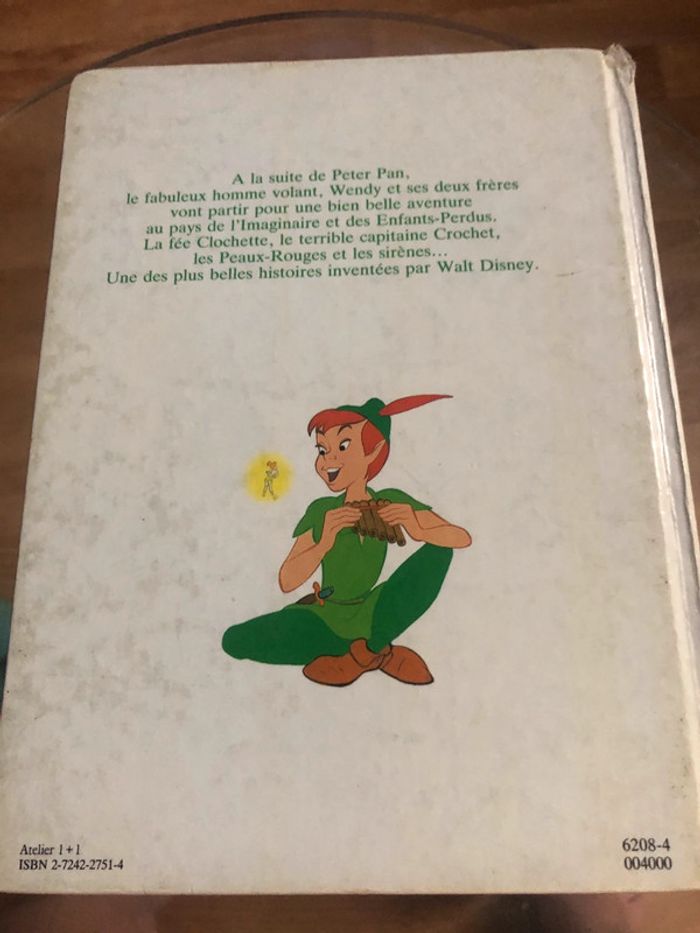 A la suite de Peter Pan,
le fabuleux homme volant, Wendy et ses deux frères
vont partir pour une bien belle aventure
au pays de l'Imaginaire et des Enfants-Perdus.
La fée Clochette, le terrible capitaine Crochet,
les Peaux-Rouges et les sirènes...
Une des plus belles histoires inventées par Walt Disney.
Atelier 1+1
ISBN 2-7242-2751-4
6208-4
004000